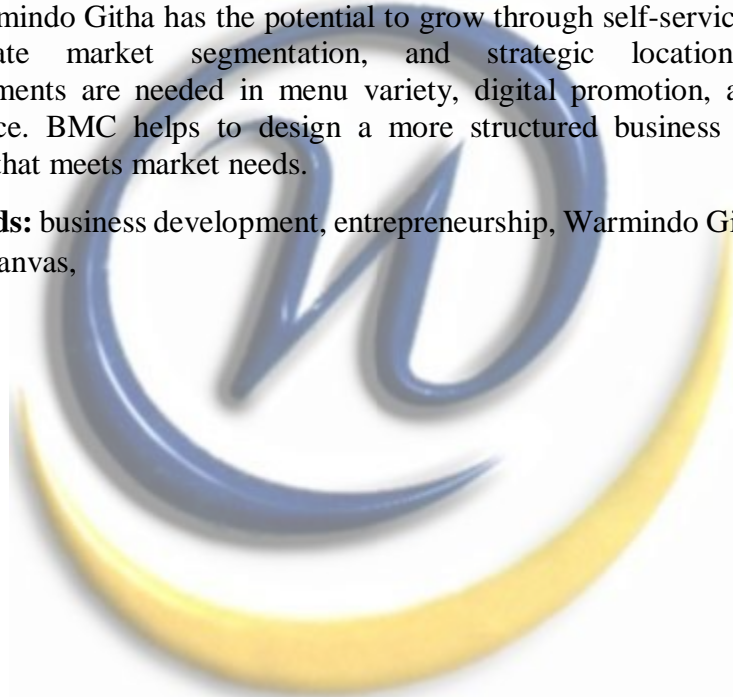 mindo Githa has the potential to grow through self-servic
ate market segmentation, and strategic location
ments are needed in menu variety, digital promotion, a
ce. BMC helps to design a more structured business
that meets market needs.
ds: business development, entrepreneurship, Warmindo Gi
anvas,